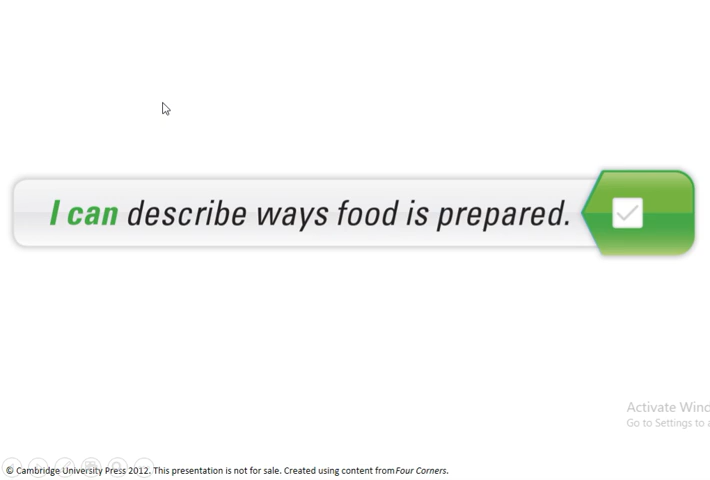 I can describe ways food is prepared.
Activate Wind
Go to Settings to a
© Cambridge University Press 2012. This presentation is not for sale. Created using content from Four Corners.